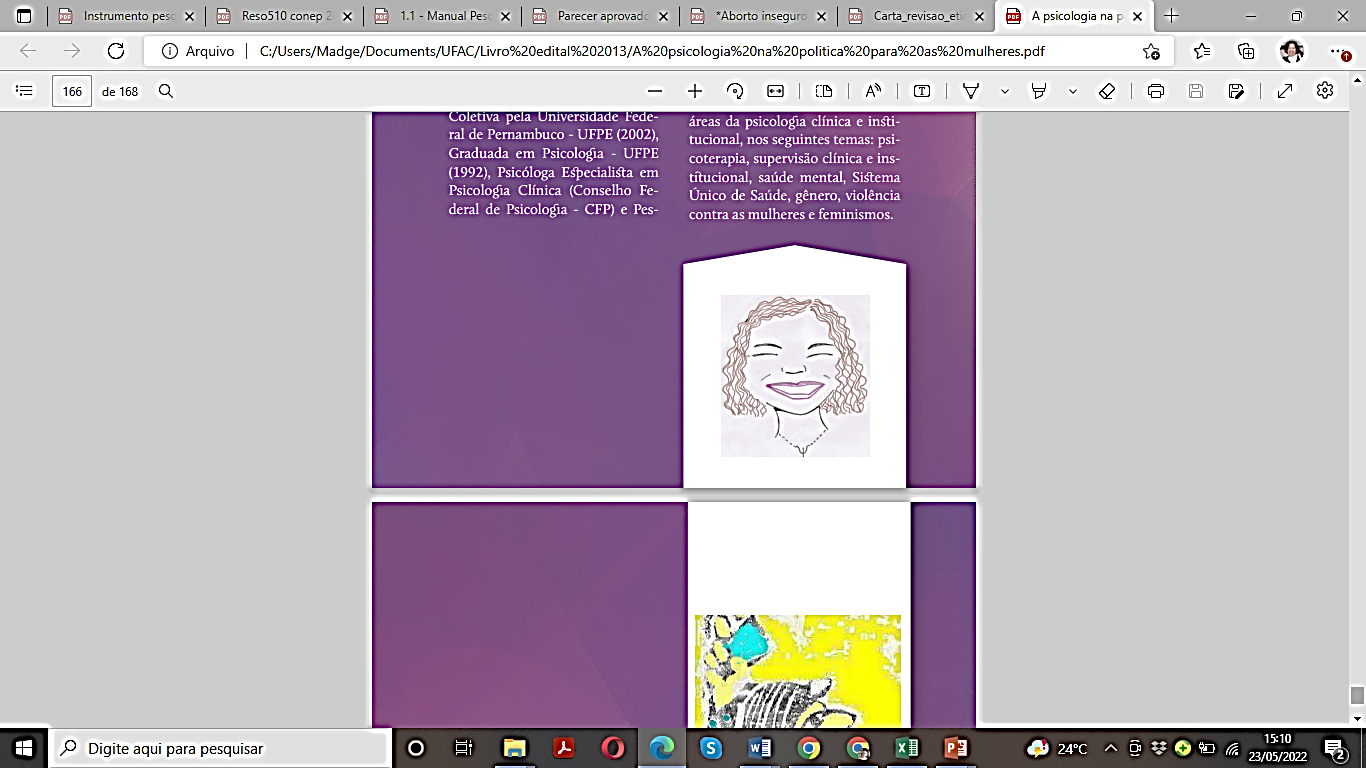 Instrumento pesc
Reso510 conep 2
1.1 - Manual Pesc
Parecer aprovado
*Aborto inseguro
Carta_revisao_eti
A psicologia na p
Arquivo
C:/Users/Madge/Documents/UFAC/Livro%20edital%202013/A%20psicologia%20na%20politica%20para%20as%20mulheres.pdf
166 de 168
Coletiva pela Universidade Fede-
ral de Pernambuco - UFPE (2002),
Graduada em Psicologia - UFPE
(1992), Psicóloga Especialista em
Psicologia Clínica (Conselho Fe-
deral de Psicologia - CFP) e Pes-
áreas da psicologia clínica e insti-
tucional, nos seguintes temas: psi-
coterapia, supervisão clínica e ins-
titucional, saúde mental, Sistema
Único de Saúde, gênero, violência
contra as mulheres e feminismos.
Digite aqui para pesquisar
24°C
15:10
23/05/2022
2